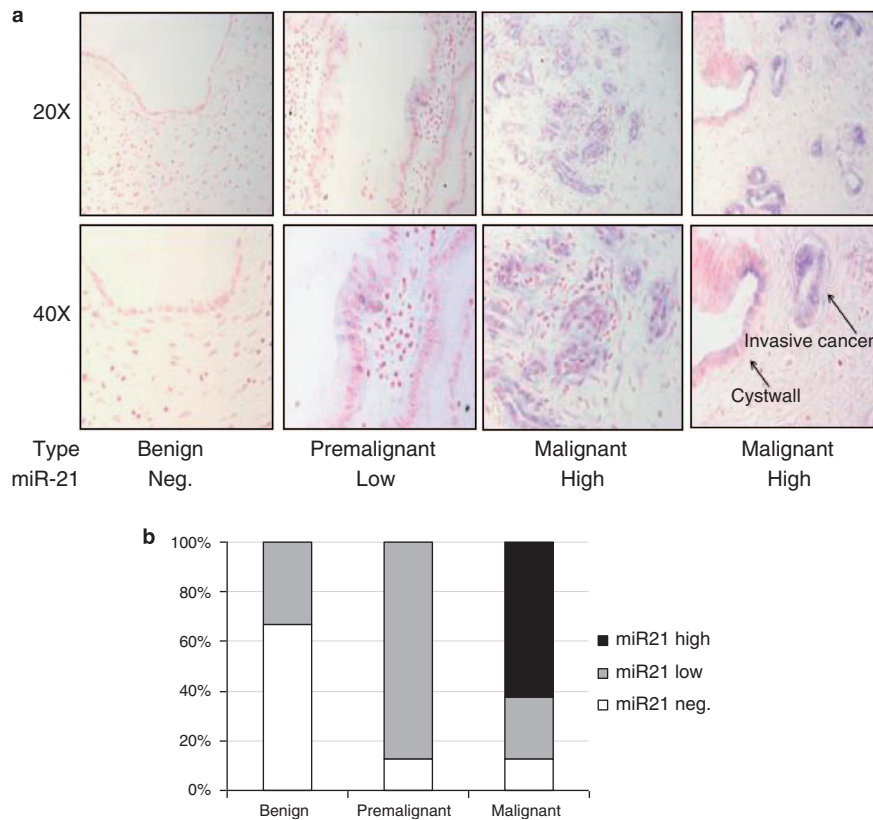 a
20X
40X
Invasive cancer
Cystwall
Type Benign Premalignant Malignant Malignant
miR-21 Neg. Low High High
b
100%
80%
60%
40%
20%
0%
Benign Premalignant Malignant
miR21 high
miR21 low
miR21 neg.